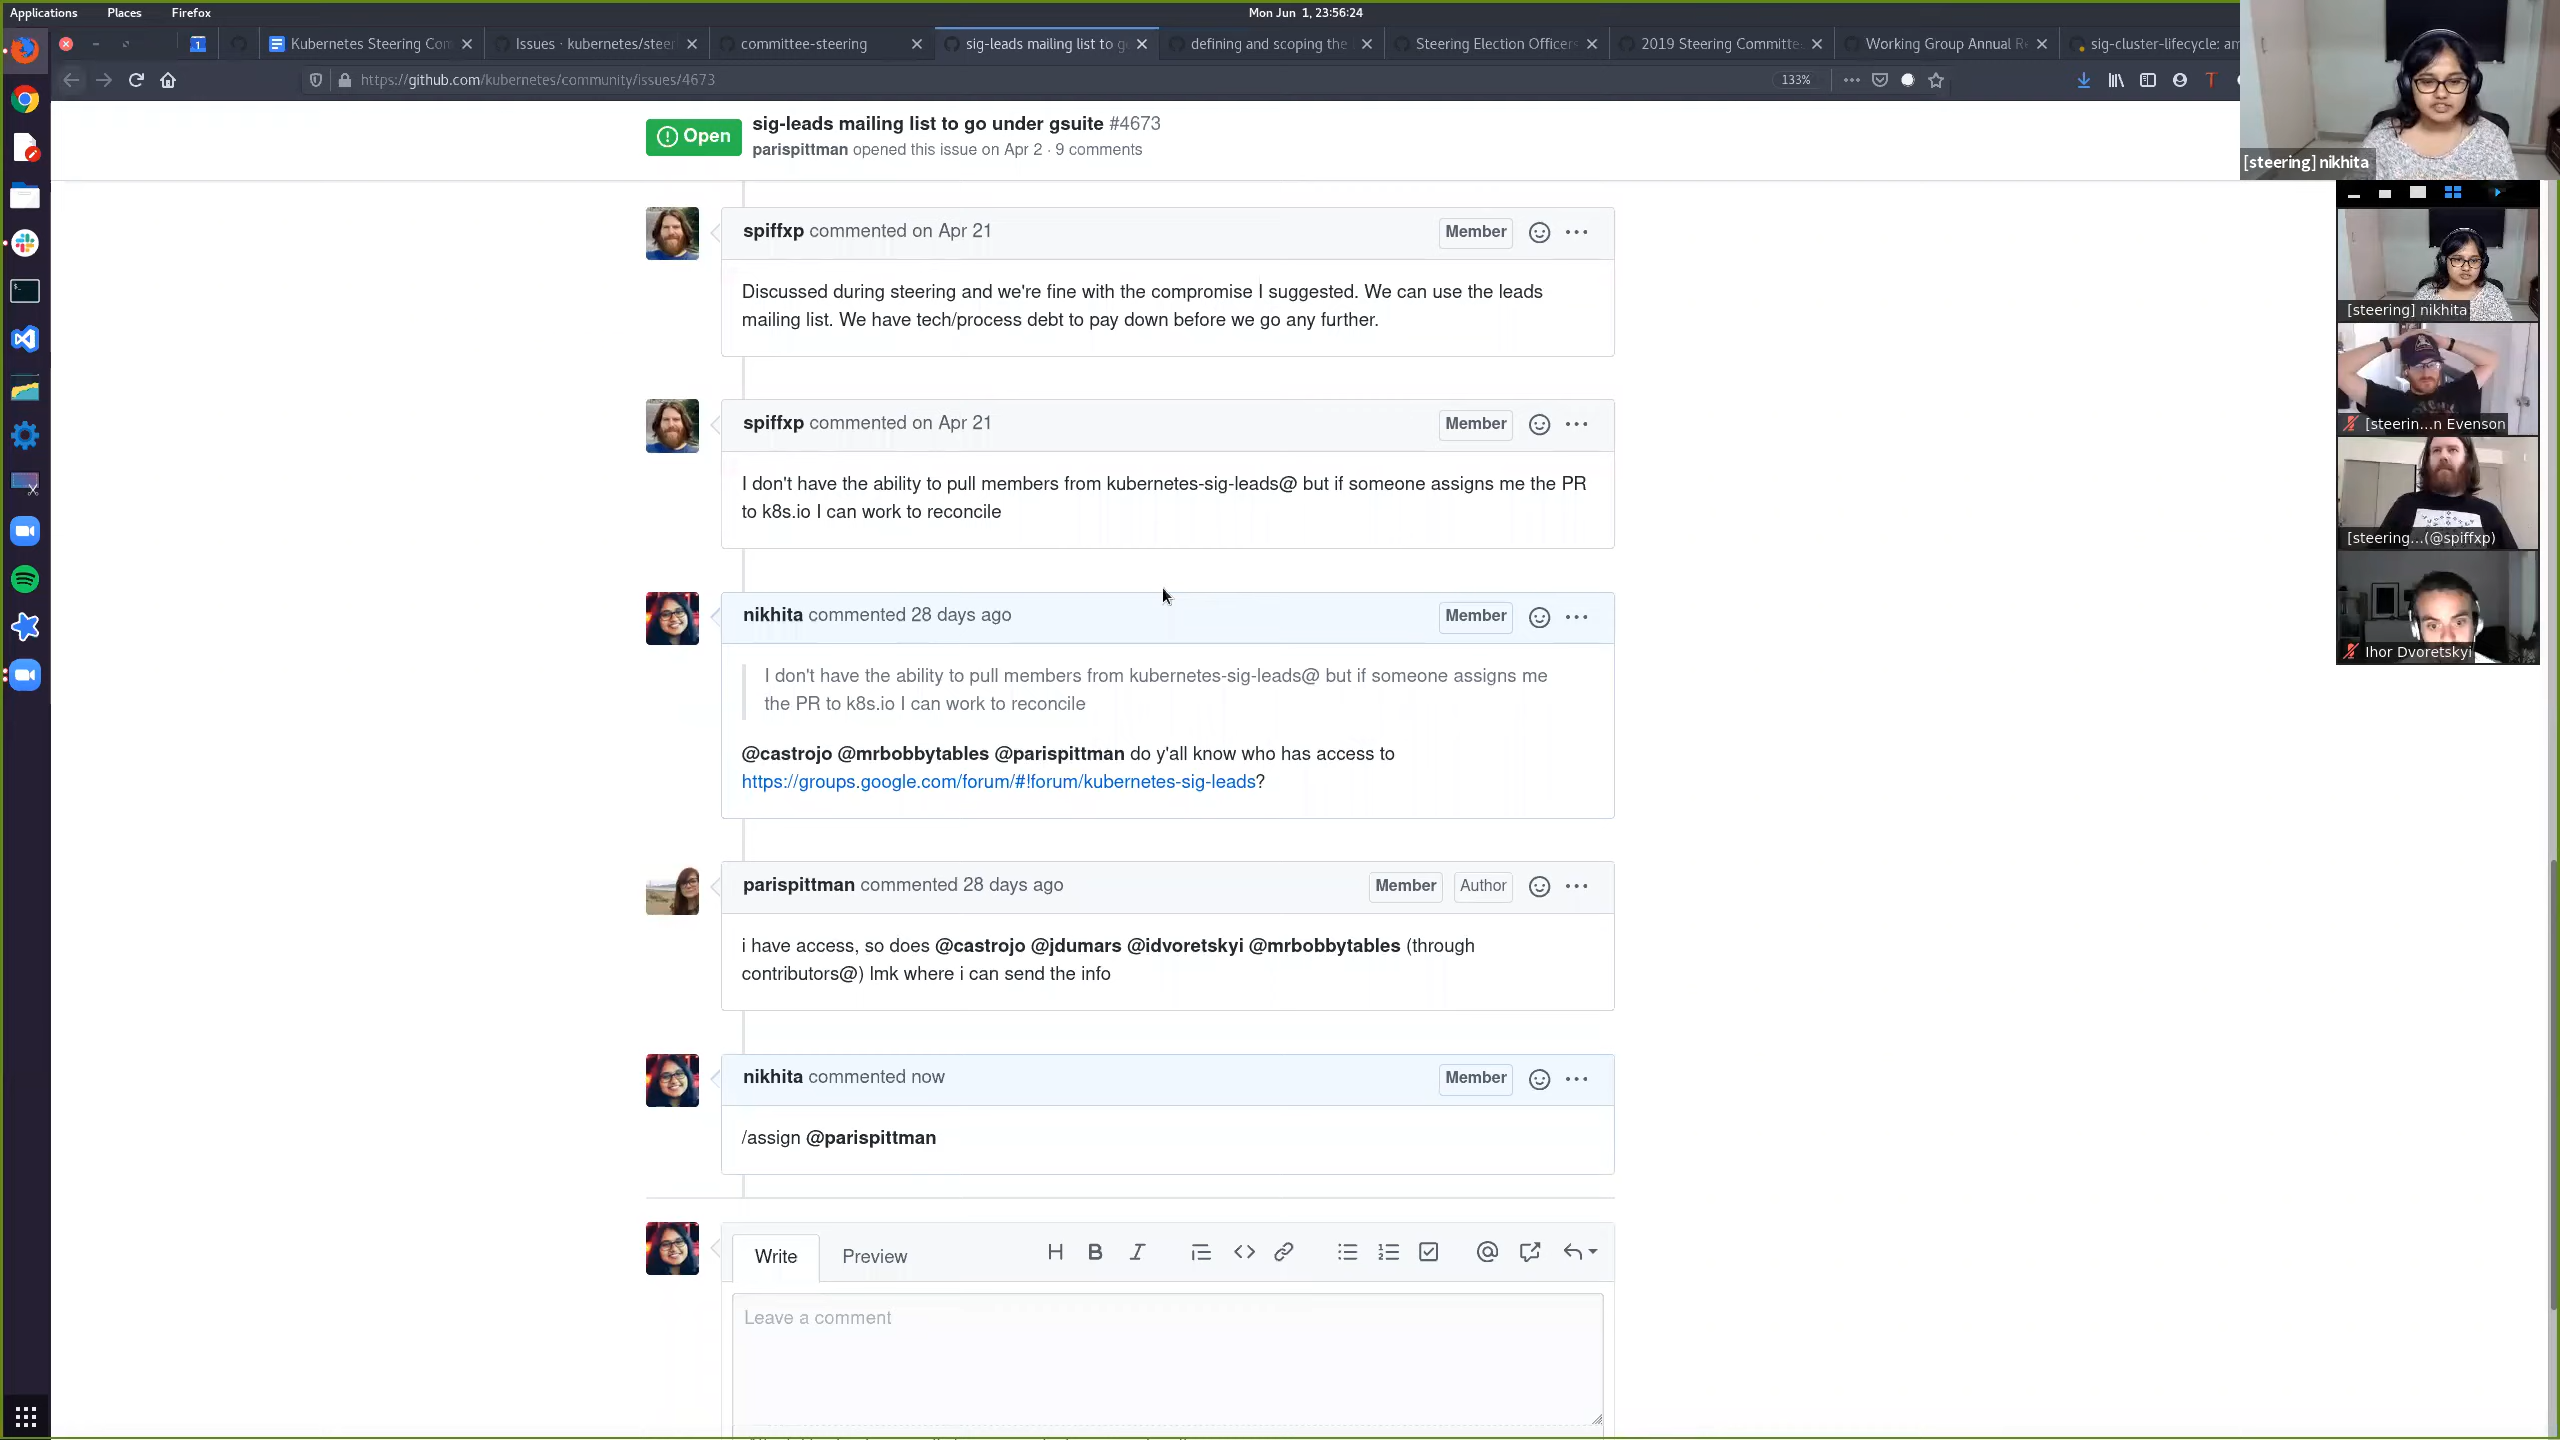 Applications Places Firefox
Mon Jun 1, 23:56:24
Kubernetes Steering Com
Issues · kubernetes/steer
committee-steering
sig-leads mailing list to g
defining and scoping the
Steering Election Officer
2019 Steering Committe
Working Group Annual R
sig-cluster-lifecycle: am
https://github.com/kubernetes/community/issues/4673
133%
[steering] nikhita
Open
sig-leads mailing list to go under gsuite #4673
parispittman opened this issue on Apr 2 · 9 comments
spiffxp commented on Apr 21
Member
Discussed during steering and we're fine with the compromise I suggested. We can use the leads
mailing list. We have tech/process debt to pay down before we go any further.
spiffxp commented on Apr 21
Member
I don't have the ability to pull members from kubernetes-sig-leads@ but if someone assigns me the PR
to k8s.io I can work to reconcile
nikhita commented 28 days ago
Member
I don't have the ability to pull members from kubernetes-sig-leads@ but if someone assigns me
the PR to k8s.io I can work to reconcile
@castrojo @mrbobbytables @parispittman do y'all know who has access to
https://groups.google.com/forum/#!forum/kubernetes-sig-leads?
parispittman commented 28 days ago
Member
Author
i have access, so does @castrojo @jdumars @idvoretskyi @mrbobbytables (through
contributors@) lmk where i can send the info
nikhita commented now
Member
/assign @parispittman
Write
Preview
Leave a comment
[steering] nikhita
[steerin...n Evenson
[steering...(@spiffxp)
Ihor Dvoretskyi